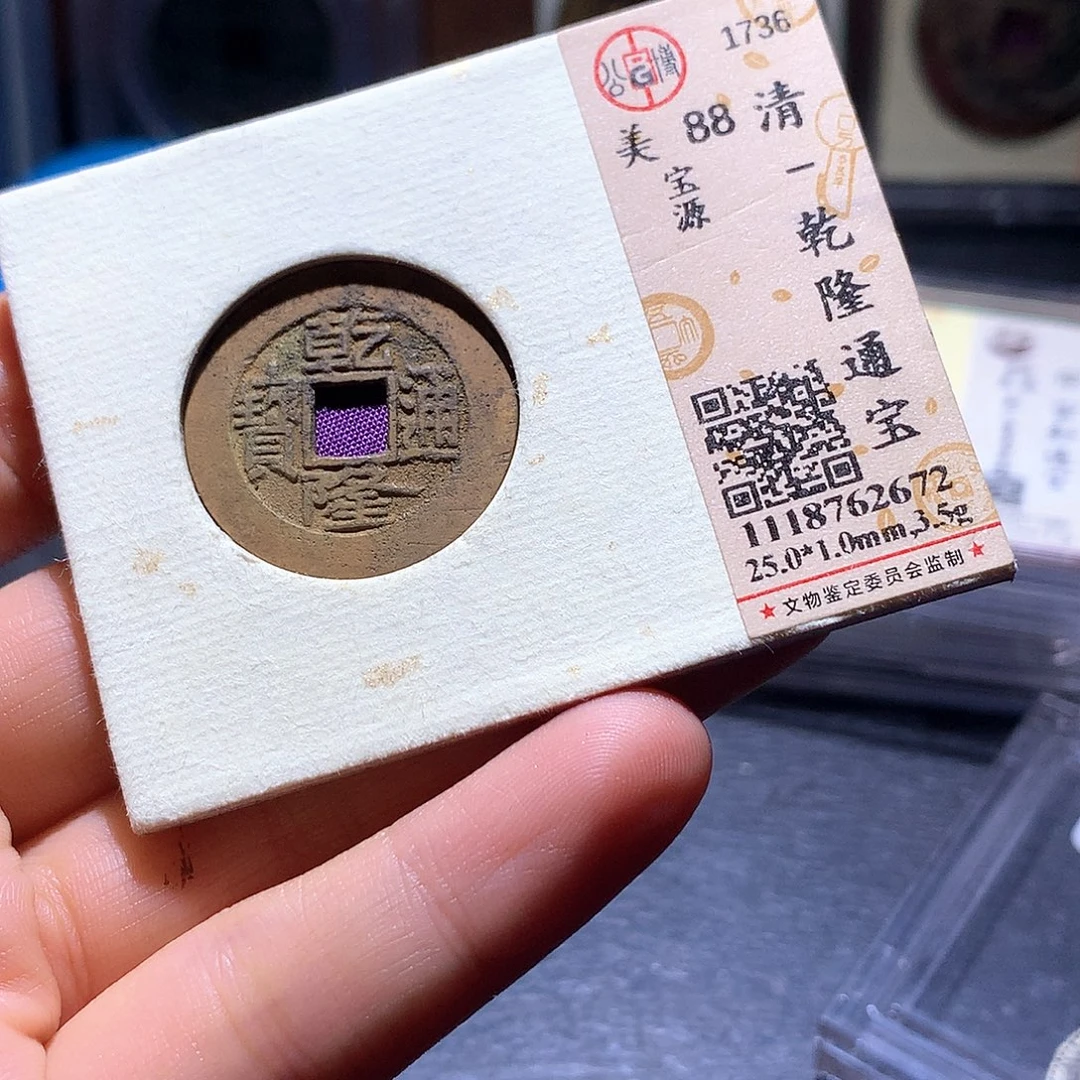 乾隆通寳
公博
G
1736
88
清一乾隆通宝
美
宝源
1118762672
25.0*1.0mm,3.5g
★文物鉴定委员会监制★